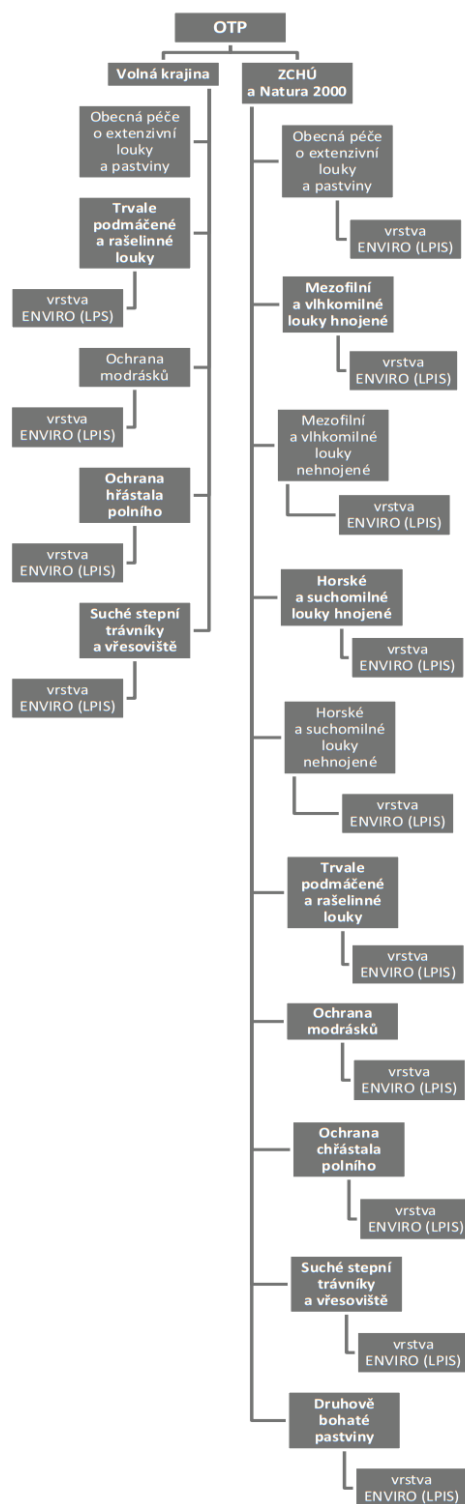 OTP
Volná krajina
Obecná péče
o extenzivní
louky
a pastviny
Trvale
podmáčené
a rašelinné
louky
vrstva
ENVIRO (LPS)
Ochrana
modrásků
vrstva
ENVIRO (LPIS)
Ochrana
hřástala
polního
vrstva
ENVIRO (LPIS)
Suché stepní
trávníky
a vřesoviště
vrstva
ENVIRO (LPIS)
ZCHÚ
a Natura 2000
Obecná péče
o extenzivní
louky
a pastviny
vrstva
ENVIRO (LPIS)
Mezofilní
a vlhkomilné
louky hnojené
vrstva
ENVIRO (LPIS)
Mezofilní
a vlhkomilné
louky
nehnojené
vrstva
ENVIRO (LPIS)
Horské
a suchomilné
louky hnojené
vrstva
ENVIRO (LPIS)
Horské
a suchomilné
louky
nehnojené
vrstva
ENVIRO (LPIS)
Trvale
podmáčené
a rašelinné
louky
vrstva
ENVIRO (LPIS)
Ochrana
modrásků
vrstva
ENVIRO (LPIS)
Ochrana
chřástala
polního
vrstva
ENVIRO (LPIS)
Suché stepní
trávníky
a vřesoviště
vrstva
ENVIRO (LPIS)
Druhově
bohaté
pastviny
vrstva
ENVIRO (LPIS)